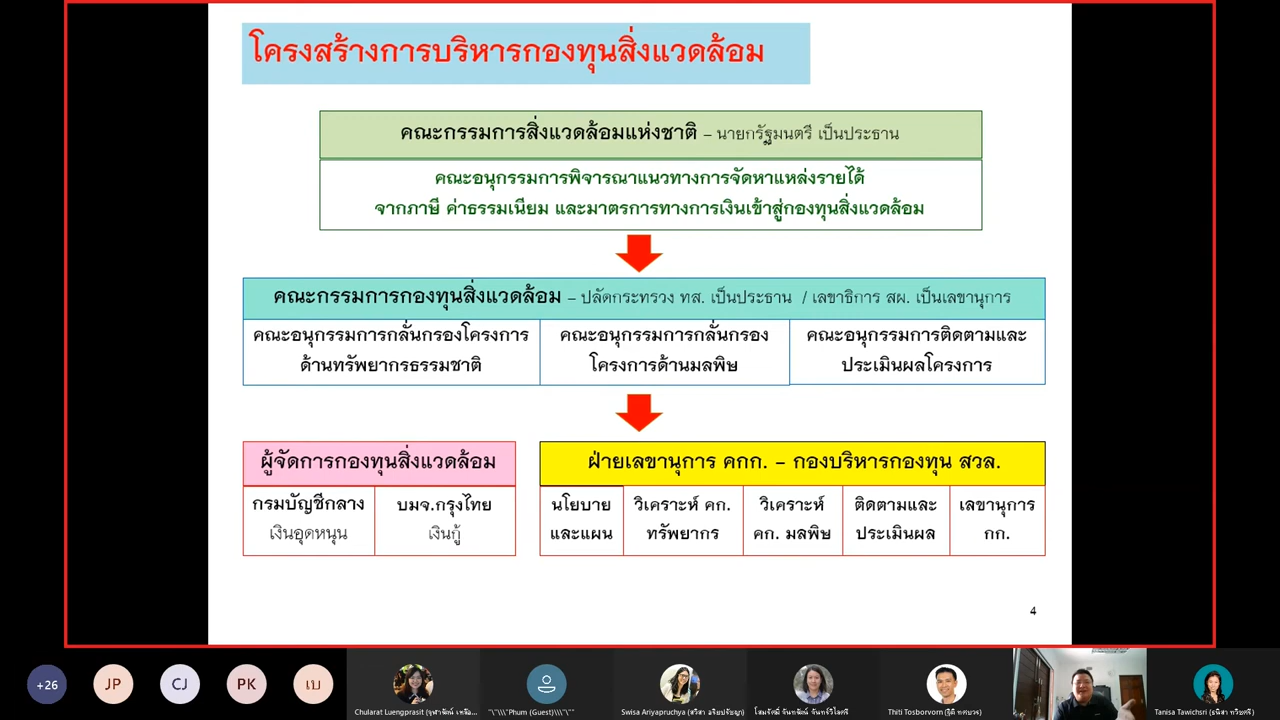 โครงสร้างการบริหารกองทุนสิ่งแวดล้อม
คณะกรรมการสิ่งแวดล้อมแห่งชาติ – นายกรัฐมนตรี เป็นประธาน
คณะอนุกรรมการพิจารณาแนวทางการจัดหาแหล่งรายได้
จากภาษี ค่าธรรมเนียม และมาตรการทางการเงินเข้าสู่กองทุนสิ่งแวดล้อม
คณะกรรมการกองทุนสิ่งแวดล้อม – ปลัดกระทรวง ทส. เป็นประธาน / เลขาธิการ สผ. เป็นเลขานุการ
คณะอนุกรรมการกลั่นกรองโครงการ
ด้านทรัพยากรธรรมชาติ
คณะอนุกรรมการกลั่นกรอง
โครงการด้านมลพิษ
คณะอนุกรรมการติดตามและ
ประเมินผลโครงการ
ผู้จัดการกองทุนสิ่งแวดล้อม
กรมบัญชีกลาง
เงินอุดหนุน
บมจ.กรุงไทย
เงินกู้
ฝ่ายเลขานุการ คกก. – กองบริหารกองทุน สวล.
นโยบาย
และแผน
วิเคราะห์ คก.
ทรัพยากร
วิเคราะห์
คก. มลพิษ
ติดตามและ
ประเมินผล
เลขานุการ
กก.
4
+26
JP
CJ
PK
เบ
Chularat Luengprasit
"\"\\\"Phum (Guest)\\\"\""
Swisa Ariyapruchya (สวิสา อริยปรัชญา)
โสมรัศมิ์ จันทรัตน์ จันทร์วิไลศรี
Thiti Tosborvorn (ฐิติ ทศบวร)
Tanisa Tawichsri (ธนิสา ทวิชศรี)